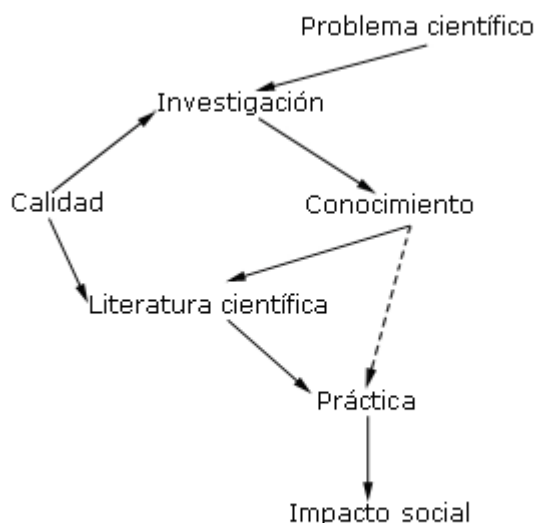 Problema científico
Investigación
Calidad
Conocimiento
Literatura científica
Práctica
Impacto social